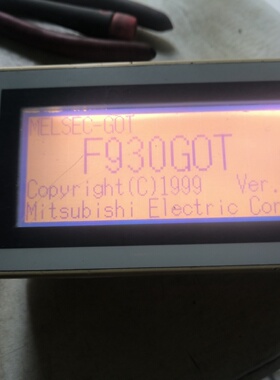 MELSEC-GOT
F930GOT
Copyright(C)1999 Ver.
Mitsubishi Electric Cor